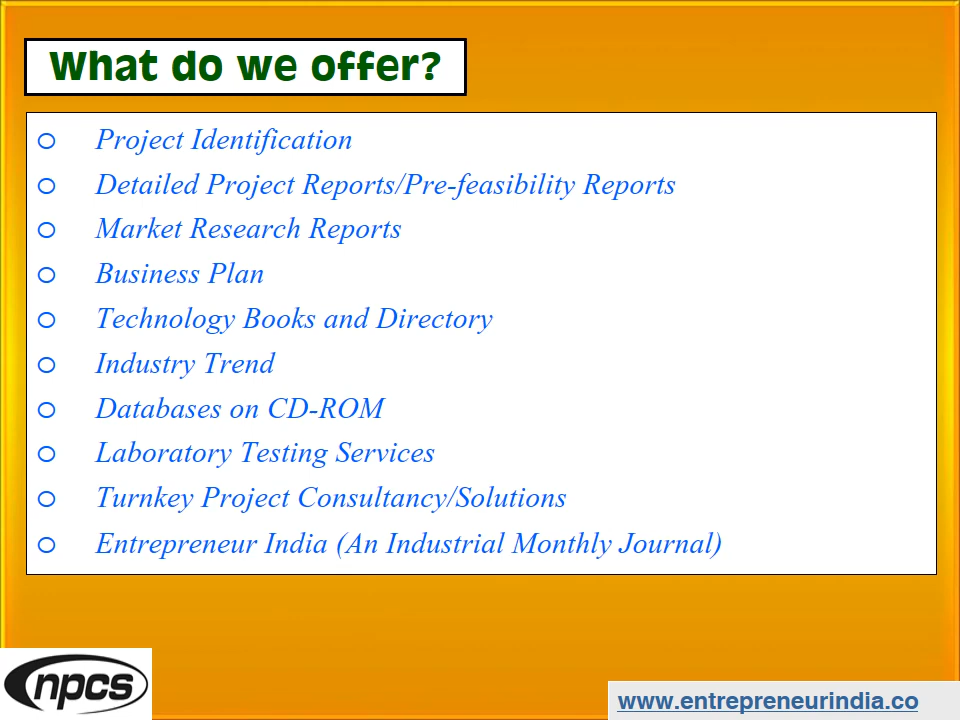 What do we offer?
Project Identification
Detailed Project Reports/Pre-feasibility Reports
Market Research Reports
Business Plan
Technology Books and Directory
Industry Trend
Databases on CD-ROM
Laboratory Testing Services
Turnkey Project Consultancy/Solutions
Entrepreneur India (An Industrial Monthly Journal)
npcs
www.entrepreneurindia.co